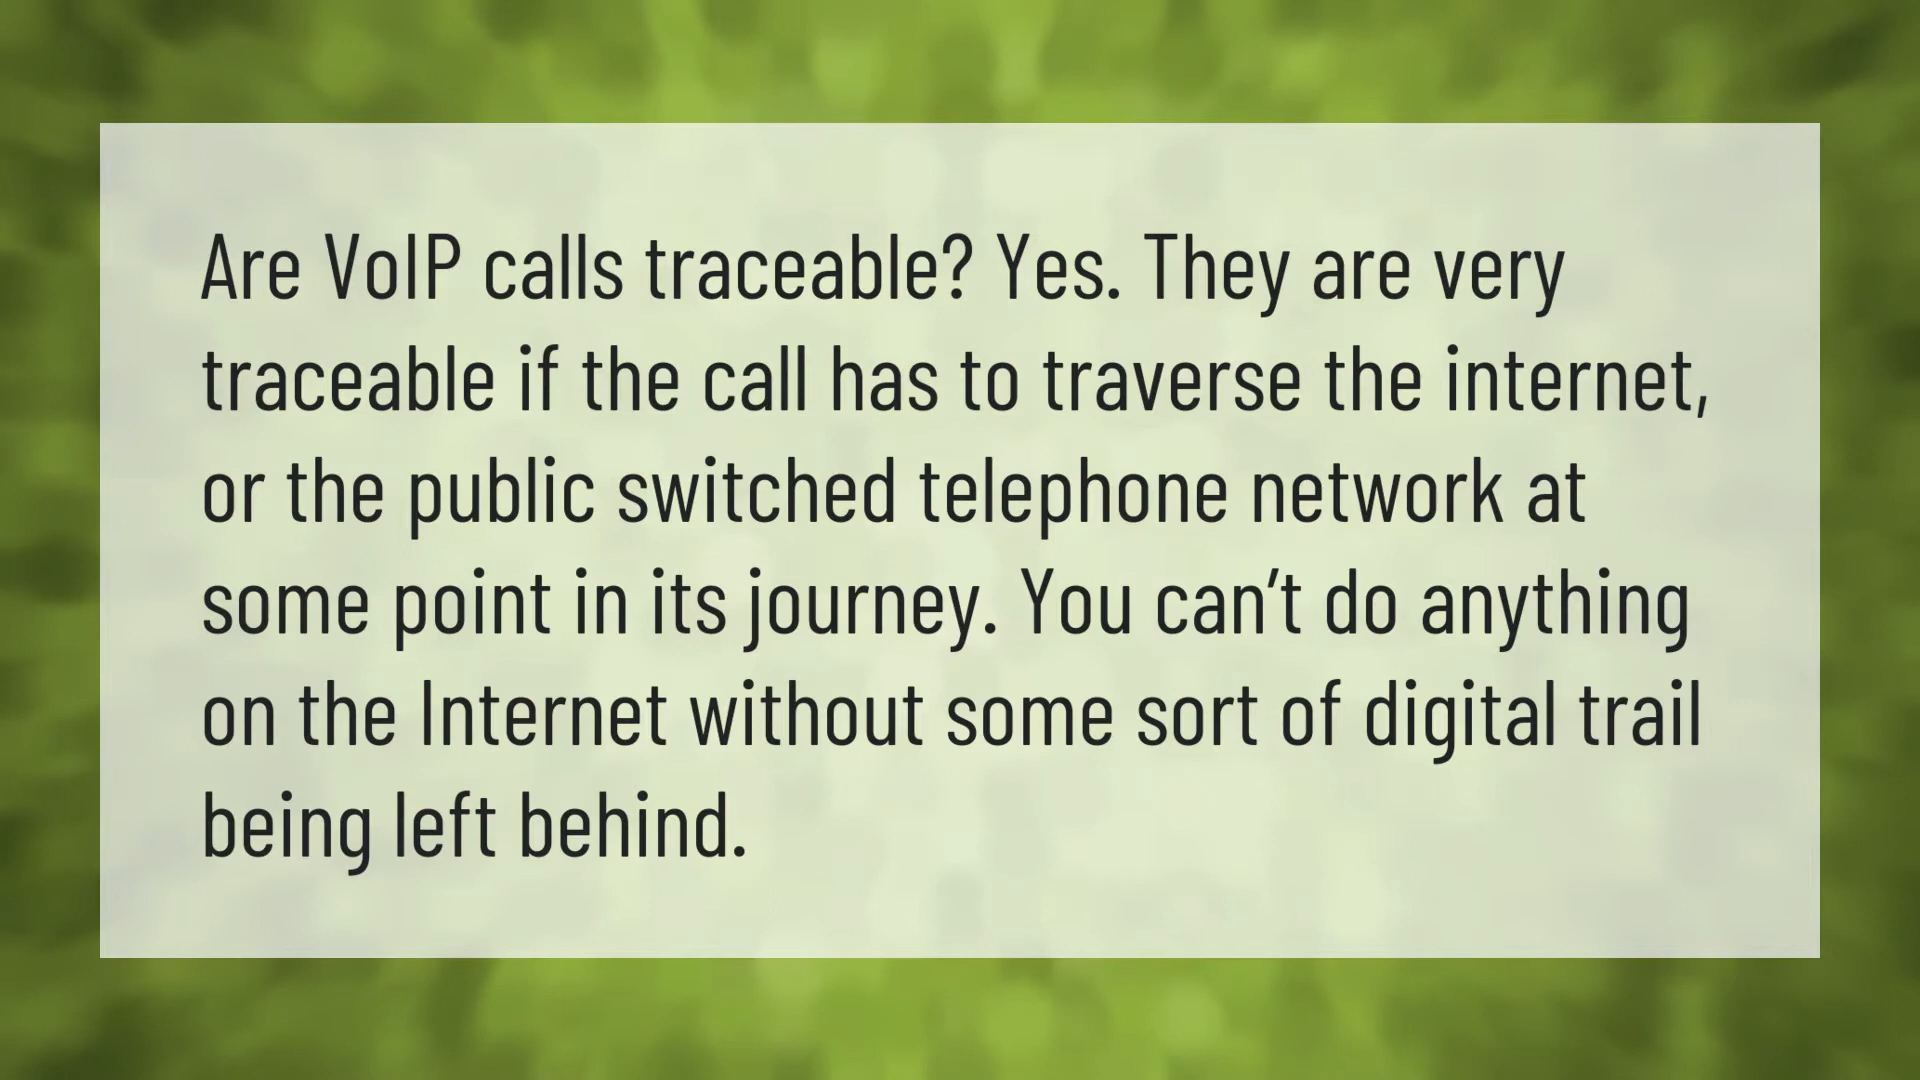 Are VoIP calls traceable? Yes. They are very
traceable if the call has to traverse the internet,
or the public switched telephone network at
some point in its journey. You can’t do anything
on the Internet without some sort of digital trail
being left behind.